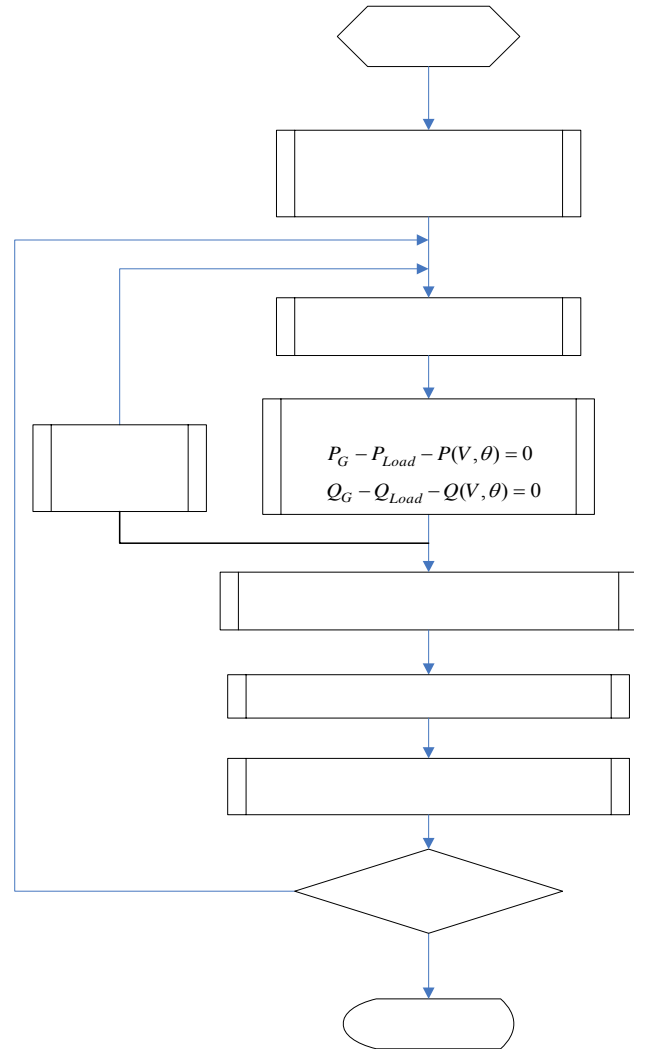 P_G − P_Load − P(V,θ) = 0
Q_G − Q_Load − Q(V,θ) = 0